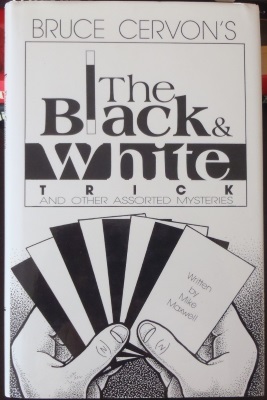 BRUCE CERVON'S
The
Black &
White
TRICK
AND OTHER ASSORTED MYSTERIES
Written
by
Mike
Maxwell